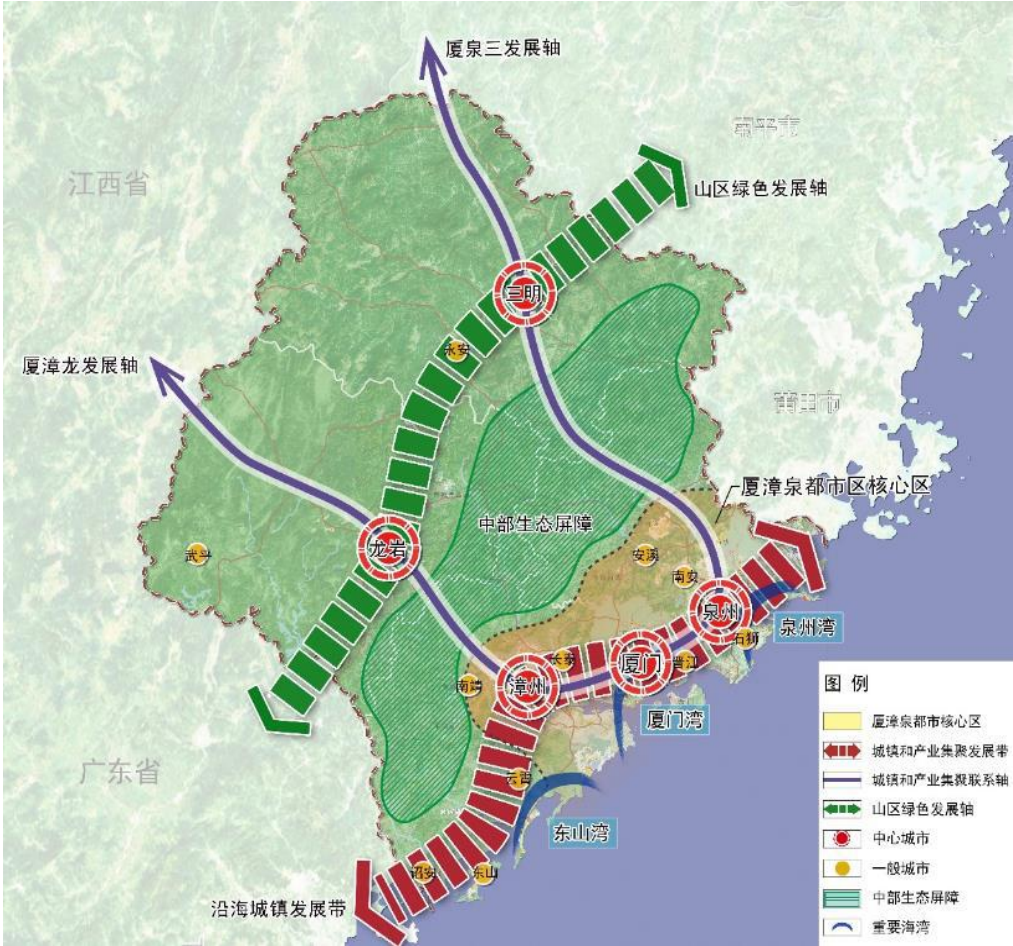 厦泉三发展轴
南平市
江西省
山区绿色发展轴
三明
永安
厦漳龙发展轴
莆田市
厦漳泉都市区核心区
中部生态屏障
龙岩
武平
安溪
南安
泉州
泉州湾
石狮
长泰
厦门
晋江
南靖
漳州
厦门湾
广东省
云霄
东山湾
诏安
东山
沿海城镇发展带
图 例
厦漳泉都市核心区
城镇和产业集聚发展带
城镇和产业集聚联系轴
山区绿色发展轴
中心城市
一般城市
中部生态屏障
重要海湾